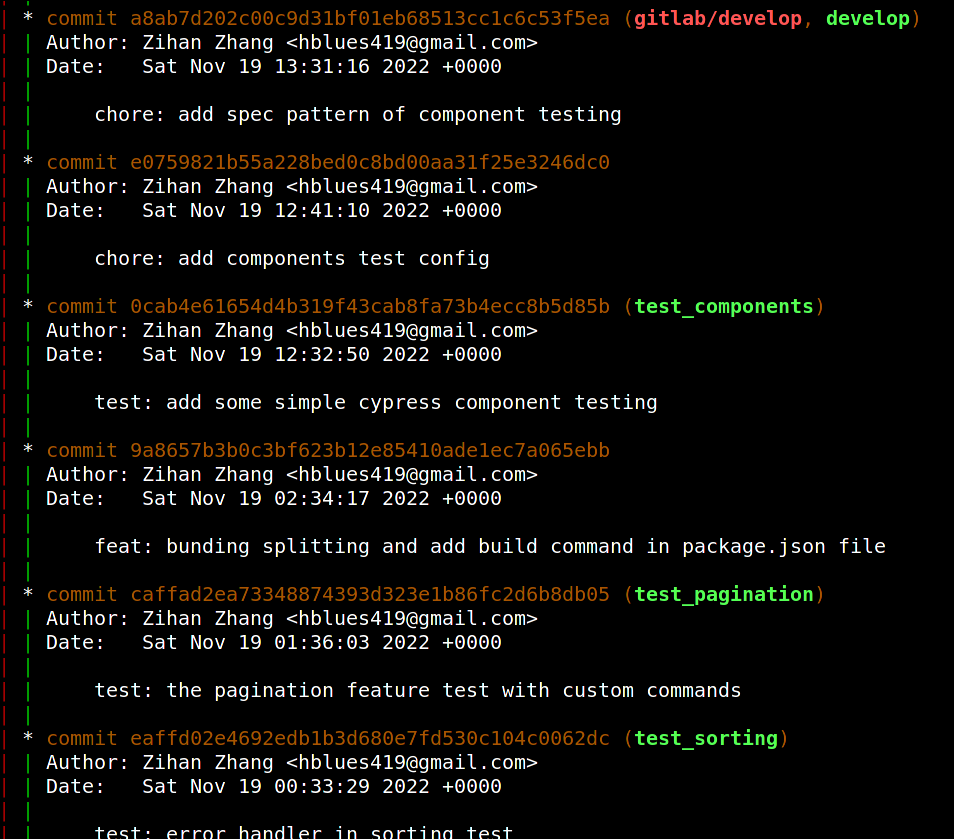 * commit a8ab7d202c00c9d31bf01eb68513cc1c6c53f5ea (gitlab/develop, develop)
Author: Zihan Zhang <hblues419@gmail.com>
Date:   Sat Nov 19 13:31:16 2022 +0000
chore: add spec pattern of component testing
* commit e0759821b55a228bed0c8bd00aa31f25e3246dc0
Author: Zihan Zhang <hblues419@gmail.com>
Date:   Sat Nov 19 12:41:10 2022 +0000
chore: add components test config
* commit 0cab4e61654d4b319f43cab8fa73b4ecc8b5d85b (test_components)
Author: Zihan Zhang <hblues419@gmail.com>
Date:   Sat Nov 19 12:32:50 2022 +0000
test: add some simple cypress component testing
* commit 9a8657b3b0c3bf623b12e85410ade1ec7a065ebb
Author: Zihan Zhang <hblues419@gmail.com>
Date:   Sat Nov 19 02:34:17 2022 +0000
feat: bunding splitting and add build command in package.json file
* commit caffad2ea73348874393d323e1b86fc2d6b8db05 (test_pagination)
Author: Zihan Zhang <hblues419@gmail.com>
Date:   Sat Nov 19 01:36:03 2022 +0000
test: the pagination feature test with custom commands
* commit eaffd02e4692edb1b3d680e7fd530c104c0062dc (test_sorting)
Author: Zihan Zhang <hblues419@gmail.com>
Date:   Sat Nov 19 00:33:29 2022 +0000
test: error handler in sorting test